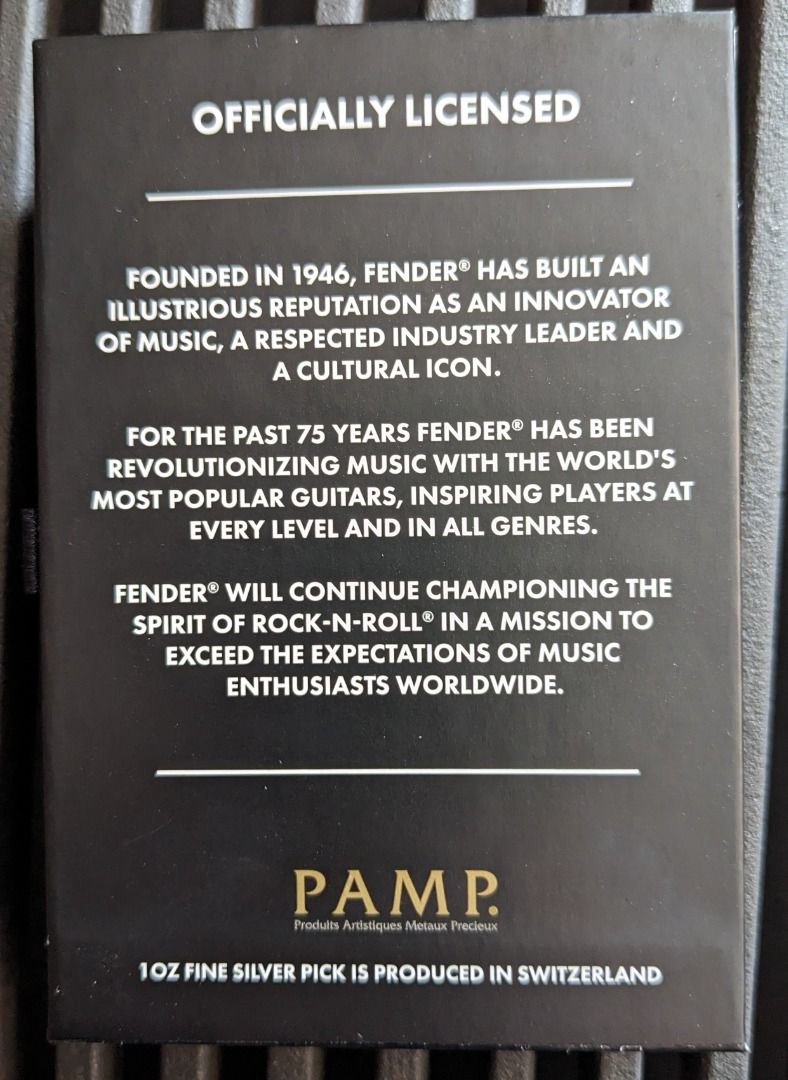 OFFICIALLY LICENSED
FOUNDED IN 1946, FENDER® HAS BUILT AN
ILLUSTRIOUS REPUTATION AS AN INNOVATOR
OF MUSIC, A RESPECTED INDUSTRY LEADER AND
A CULTURAL ICON.
FOR THE PAST 75 YEARS FENDER® HAS BEEN
REVOLUTIONIZING MUSIC WITH THE WORLD'S
MOST POPULAR GUITARS, INSPIRING PLAYERS AT
EVERY LEVEL AND IN ALL GENRES.
FENDER® WILL CONTINUE CHAMPIONING THE
SPIRIT OF ROCK-N-ROLL® IN A MISSION TO
EXCEED THE EXPECTATIONS OF MUSIC
ENTHUSIASTS WORLDWIDE.
PAMP.
Produits Artistiques Metaux Precieux
1 OZ FINE SILVER PICK IS PRODUCED IN SWITZERLAND